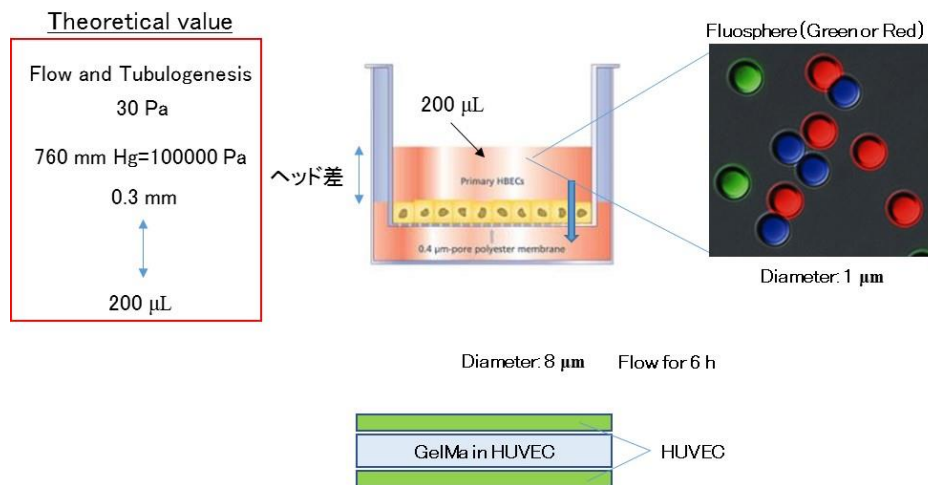 Theoretical value
Flow and Tubulogenesis
30 Pa
760 mm Hg=100000 Pa
0.3 mm
200 μL
200 μL
ヘッド差
Primary HBECs
0.4 μm-pore polyester membrane
Fluosphere(Green or Red)
Diameter: 1 μm
Diameter: 8 μm Flow for 6 h
GelMa in HUVEC
HUVEC